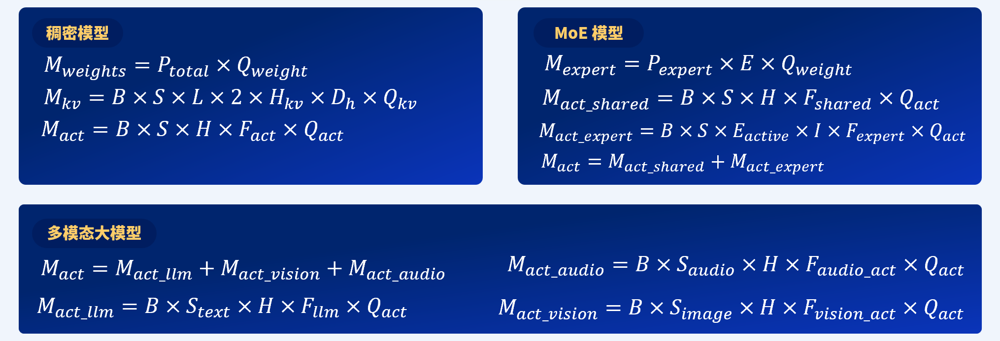 稠密模型
M_weights = P_total × Q_weight
M_kv = B × S × L × 2 × H_kv × D_h × Q_kv
M_act = B × S × H × F_act × Q_act
MoE 模型
M_expert = P_expert × E × Q_weight
M_act_shared = B × S × H × F_shared × Q_act
M_act_expert = B × S × E_active × I × F_expert × Q_act
M_act = M_act_shared + M_act_expert
多模态大模型
M_act = M_act_llm + M_act_vision + M_act_audio
M_act_llm = B × S_text × H × F_llm × Q_act
M_act_audio = B × S_audio × H × F_audio_act × Q_act
M_act_vision = B × S_image × H × F_vision_act × Q_act